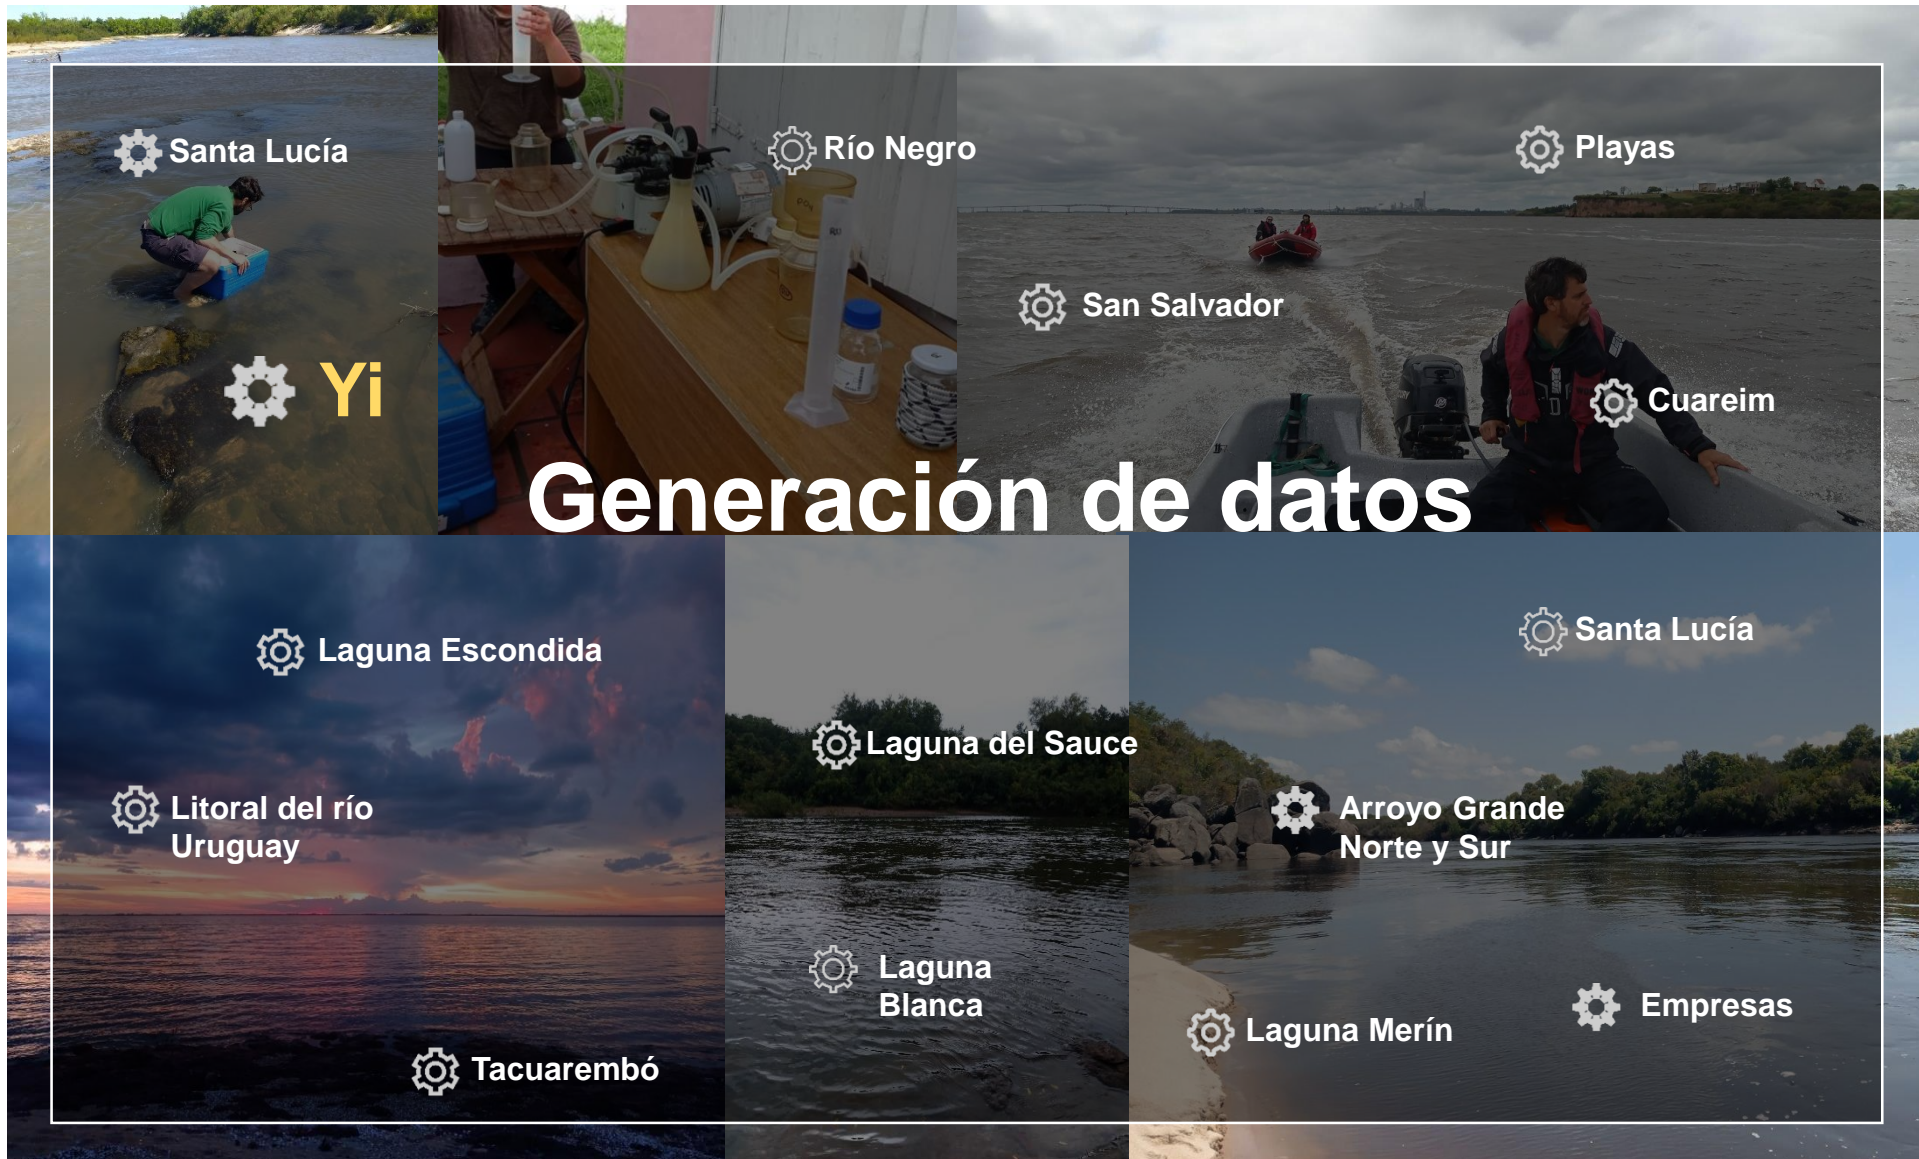 Santa Lucía
Río Negro
Playas
San Salvador
Yi
Cuareim
Generación de datos
Laguna Escondida
Santa Lucía
Laguna del Sauce
Litoral del río
Uruguay
Arroyo Grande
Norte y Sur
Laguna
Blanca
Empresas
Laguna Merín
Tacuarembó